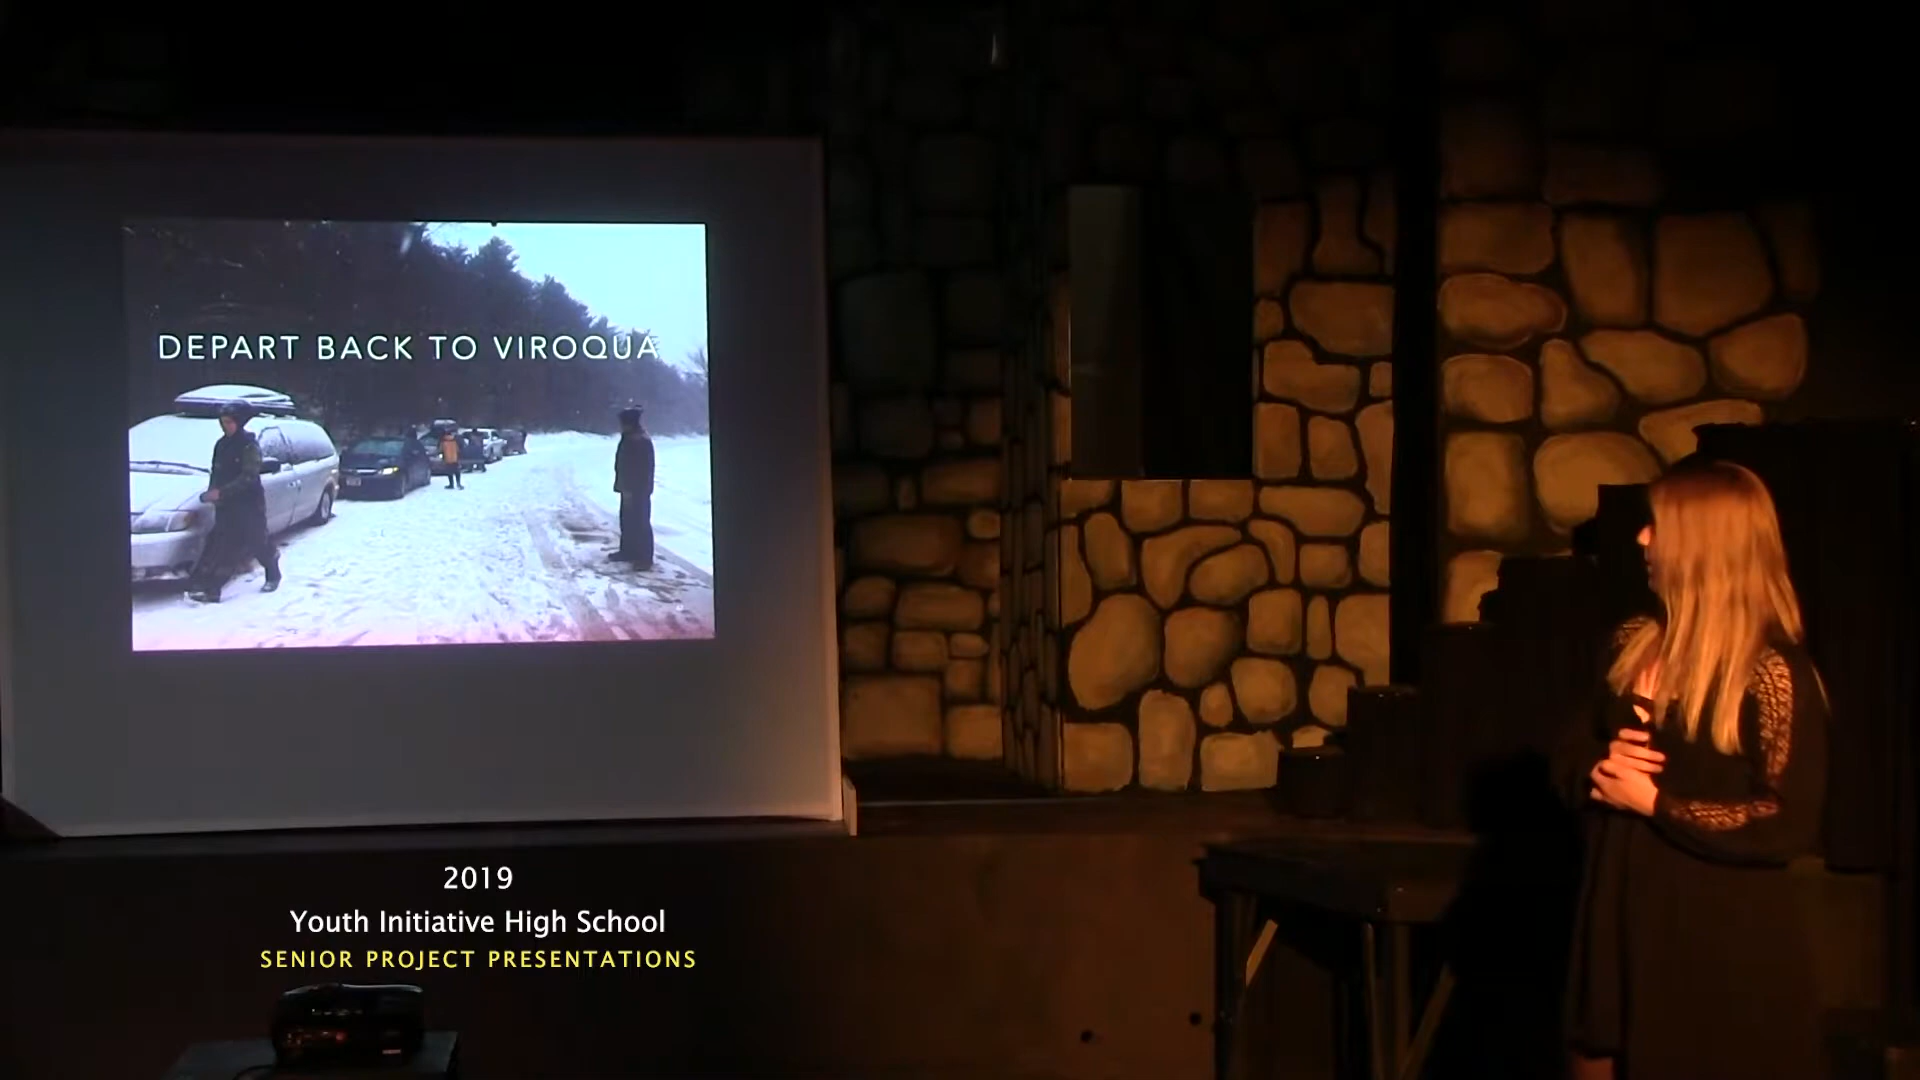 DEPART BACK TO VIROQUA
2019
Youth Initiative High School
SENIOR PROJECT PRESENTATIONS